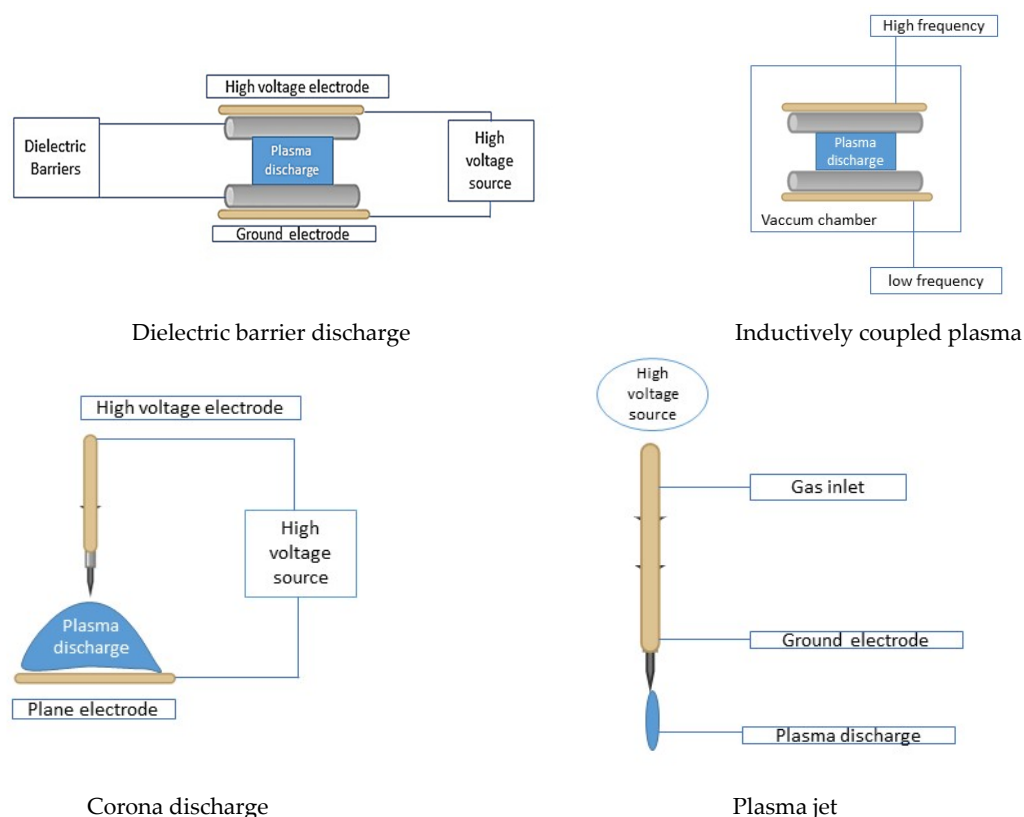 High voltage electrode
Dielectric
Barriers
Plasma
discharge
High
voltage
source
Ground electrode
Dielectric barrier discharge
High frequency
Plasma
discharge
Vaccum chamber
low frequency
Inductively coupled plasma
High voltage electrode
High
voltage
source
Plasma
discharge
Plane electrode
Corona discharge
High
voltage
source
Gas inlet
Ground electrode
Plasma discharge
Plasma jet